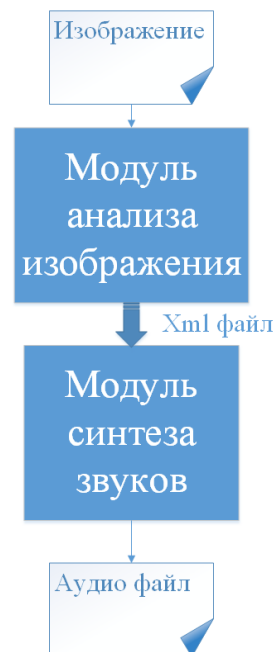 Изображение
Модуль
анализа
изображения
Xml файл
Модуль
синтеза
звуков
Аудио файл